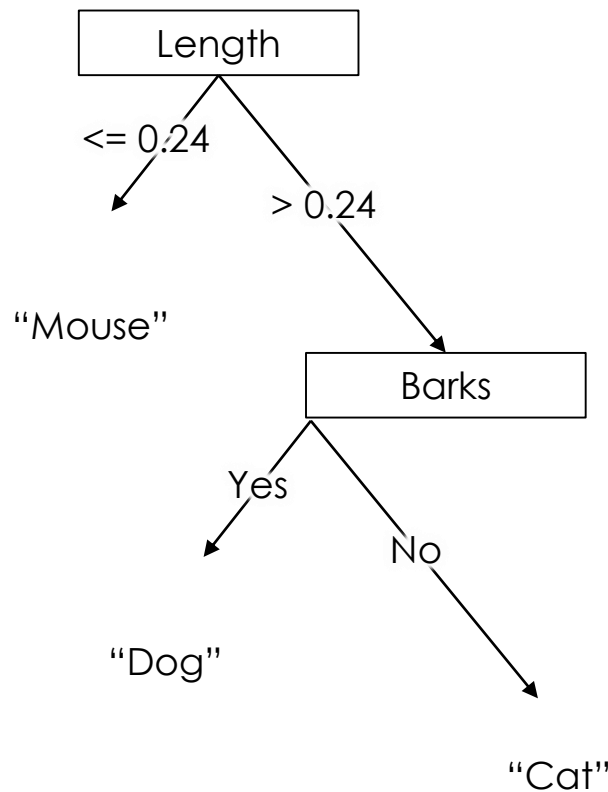 Length
<= 0.24
> 0.24
“Mouse”
Barks
Yes
No
“Dog”
“Cat”